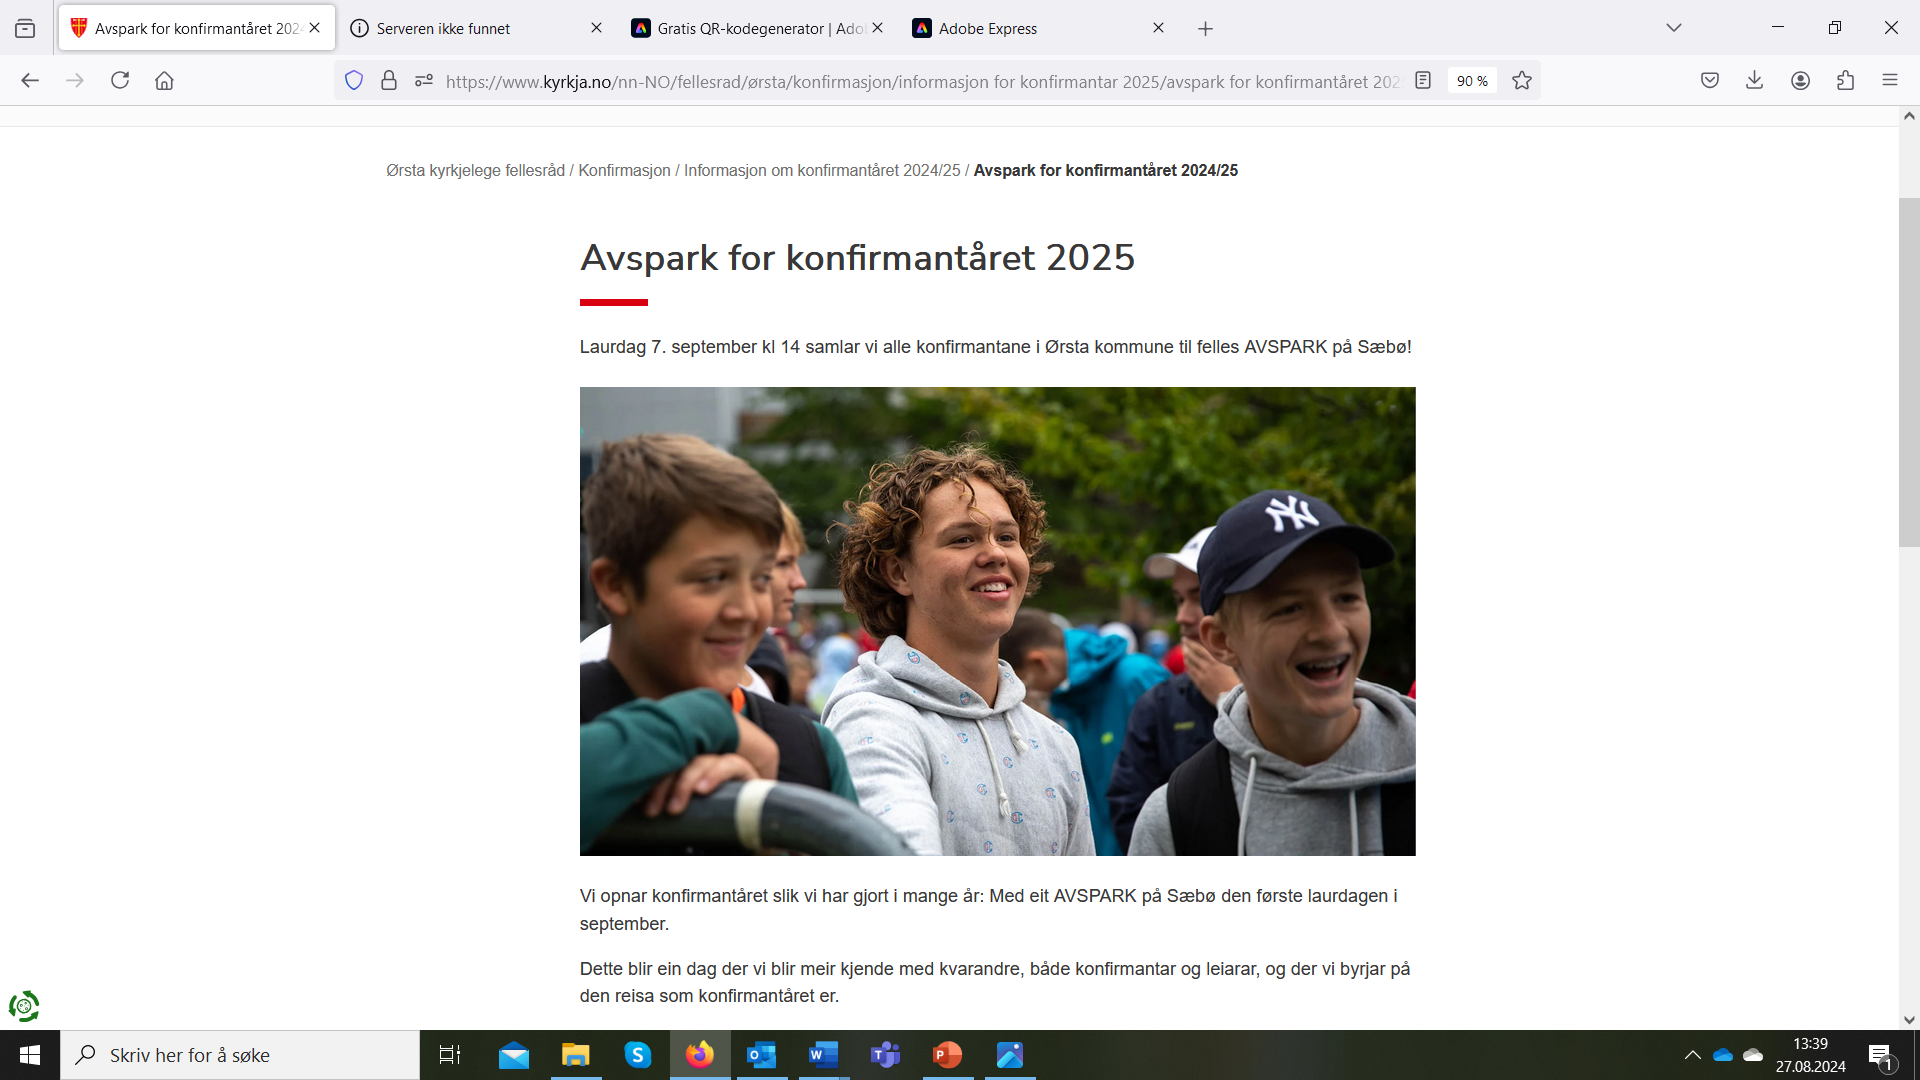 Avspark for konfirmantåret 202
Serveren ikke funnet
Gratis QR-kodegenerator | Ado
Adobe Express
https://www.kyrkja.no/nn-NO/fellesrad/ørsta/konfirmasjon/informasjon for konfirmantar 2025/avspark for konfirmantåret 202
90 %
Ørsta kyrkjelege fellesråd / Konfirmasjon / Informasjon om konfirmantåret 2024/25 / Avspark for konfirmantåret 2024/25
Avspark for konfirmantåret 2025
Laurdag 7. september kl 14 samlar vi alle konfirmantane i Ørsta kommune til felles AVSPARK på Sæbø!
NY
Vi opnar konfirmantåret slik vi har gjort i mange år: Med eit AVSPARK på Sæbø den første laurdagen i
september.
Dette blir ein dag der vi blir meir kjende med kvarandre, både konfirmantar og leiarar, og der vi byrjar på
den reisa som konfirmantåret er.
Skriv her for å søke
13:39
27.08.2024
1